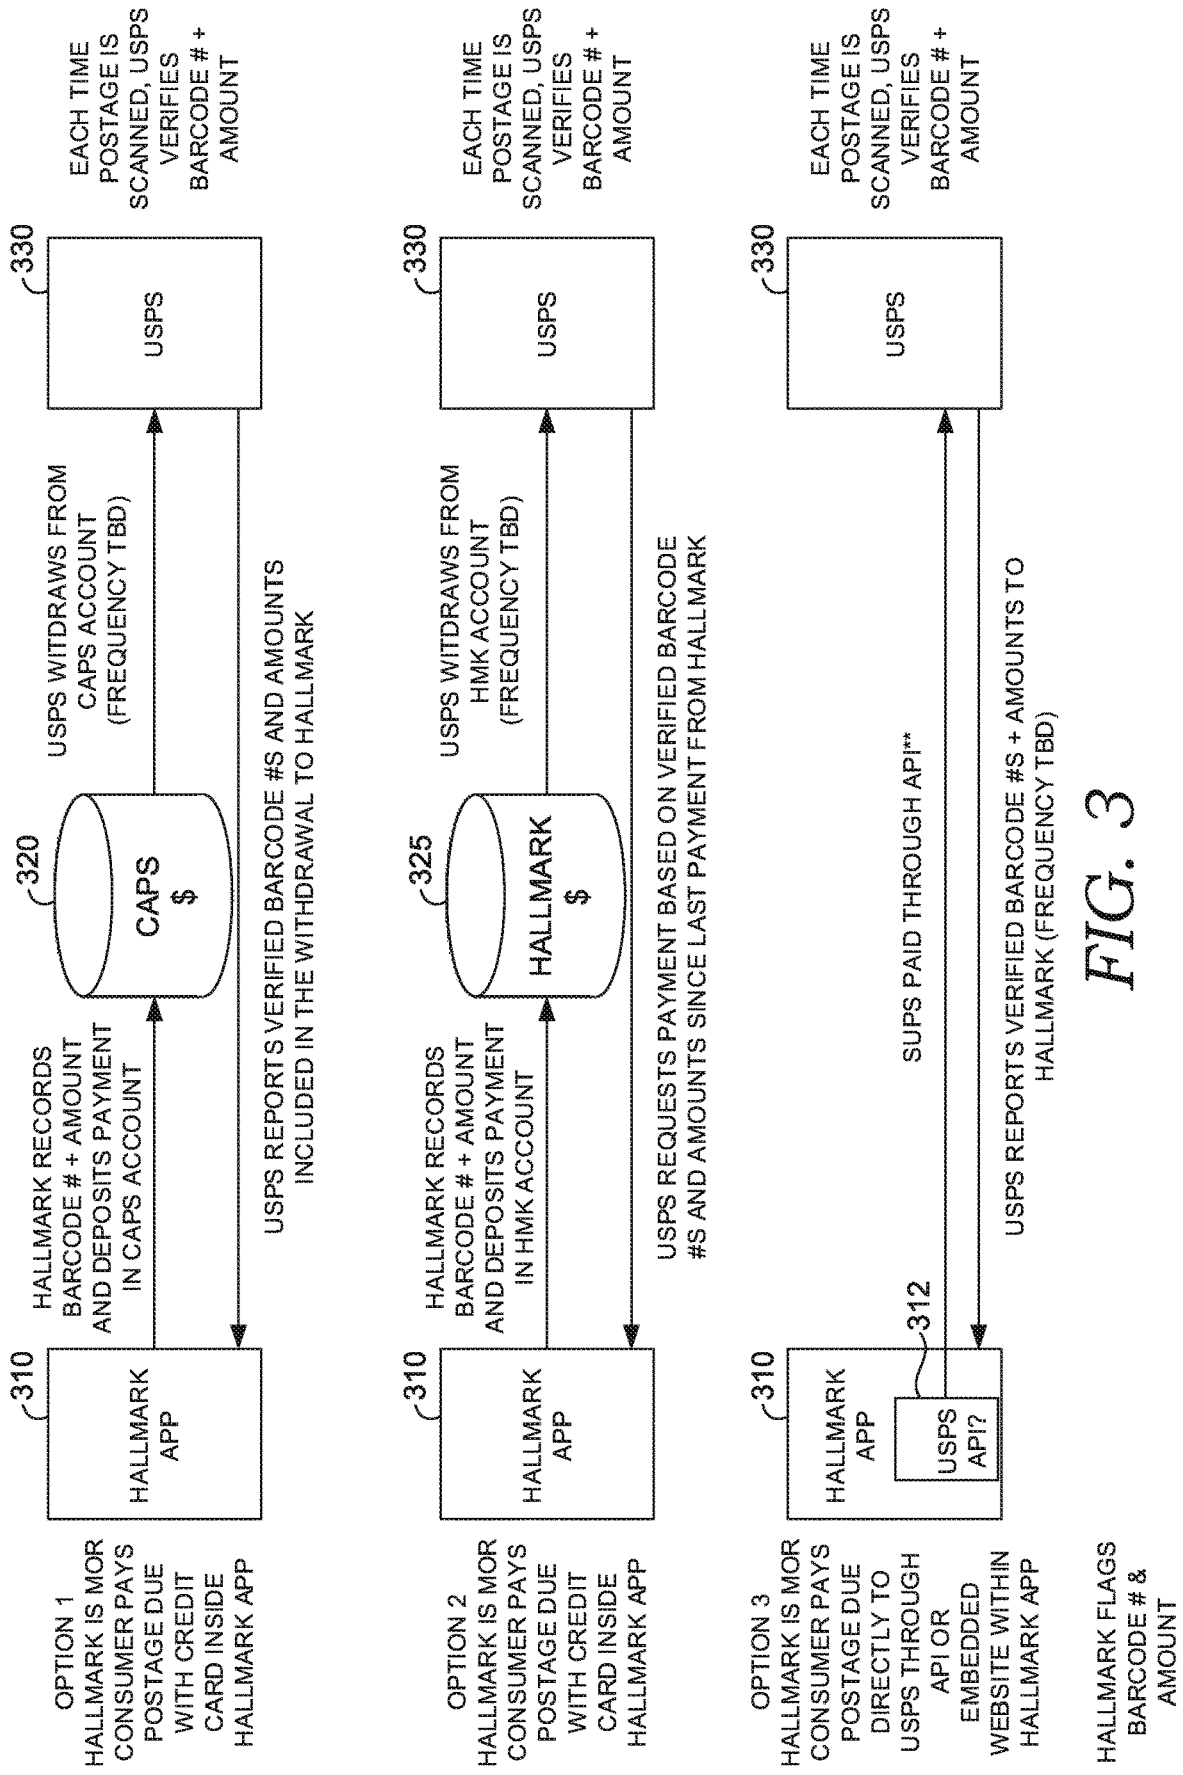 OPTION 1
HALLMARK IS MOR
CONSUMER PAYS
POSTAGE DUE
WITH CREDIT
CARD INSIDE
HALLMARK APP
310
HALLMARK
APP
HALLMARK RECORDS
BARCODE # + AMOUNT
AND DEPOSITS PAYMENT
IN CAPS ACCOUNT
320
CAPS
$
USPS WITDRAWS FROM
CAPS ACCOUNT
(FREQUENCY TBD)
USPS REPORTS VERIFIED BARCODE #S AND AMOUNTS
INCLUDED IN THE WITHDRAWAL TO HALLMARK
330
USPS
EACH TIME
POSTAGE IS
SCANNED, USPS
VERIFIES
BARCODE # +
AMOUNT
OPTION 2
HALLMARK IS MOR
CONSUMER PAYS
POSTAGE DUE
WITH CREDIT
CARD INSIDE
HALLMARK APP
310
HALLMARK
APP
HALLMARK RECORDS
BARCODE # + AMOUNT
AND DEPOSITS PAYMENT
IN HMK ACCOUNT
325
HALLMARK
$
USPS WITDRAWS FROM
HMK ACCOUNT
(FREQUENCY TBD)
USPS REQUESTS PAYMENT BASED ON VERIFIED BARCODE
#S AND AMOUNTS SINCE LAST PAYMENT FROM HALLMARK
330
USPS
EACH TIME
POSTAGE IS
SCANNED, USPS
VERIFIES
BARCODE # +
AMOUNT
OPTION 3
HALLMARK IS MOR
CONSUMER PAYS
POSTAGE DUE
DIRECTLY TO
USPS THROUGH
API OR
EMBEDDED
WEBSITE WITHIN
HALLMARK APP
HALLMARK FLAGS
BARCODE # &
AMOUNT
310
HALLMARK
APP
312
USPS
API?
SUPS PAID THROUGH API**
USPS REPORTS VERIFIED BARCODE #S + AMOUNTS TO
HALLMARK (FREQUENCY TBD)
330
USPS
EACH TIME
POSTAGE IS
SCANNED, USPS
VERIFIES
BARCODE # +
AMOUNT
FIG. 3